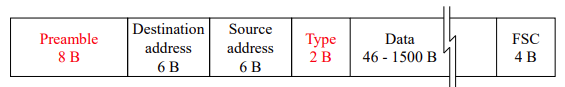 Preamble
8 B
Destination
address
6 B
Source
address
6 B
Type
2 B
Data
46 - 1500 B
FSC
4 B